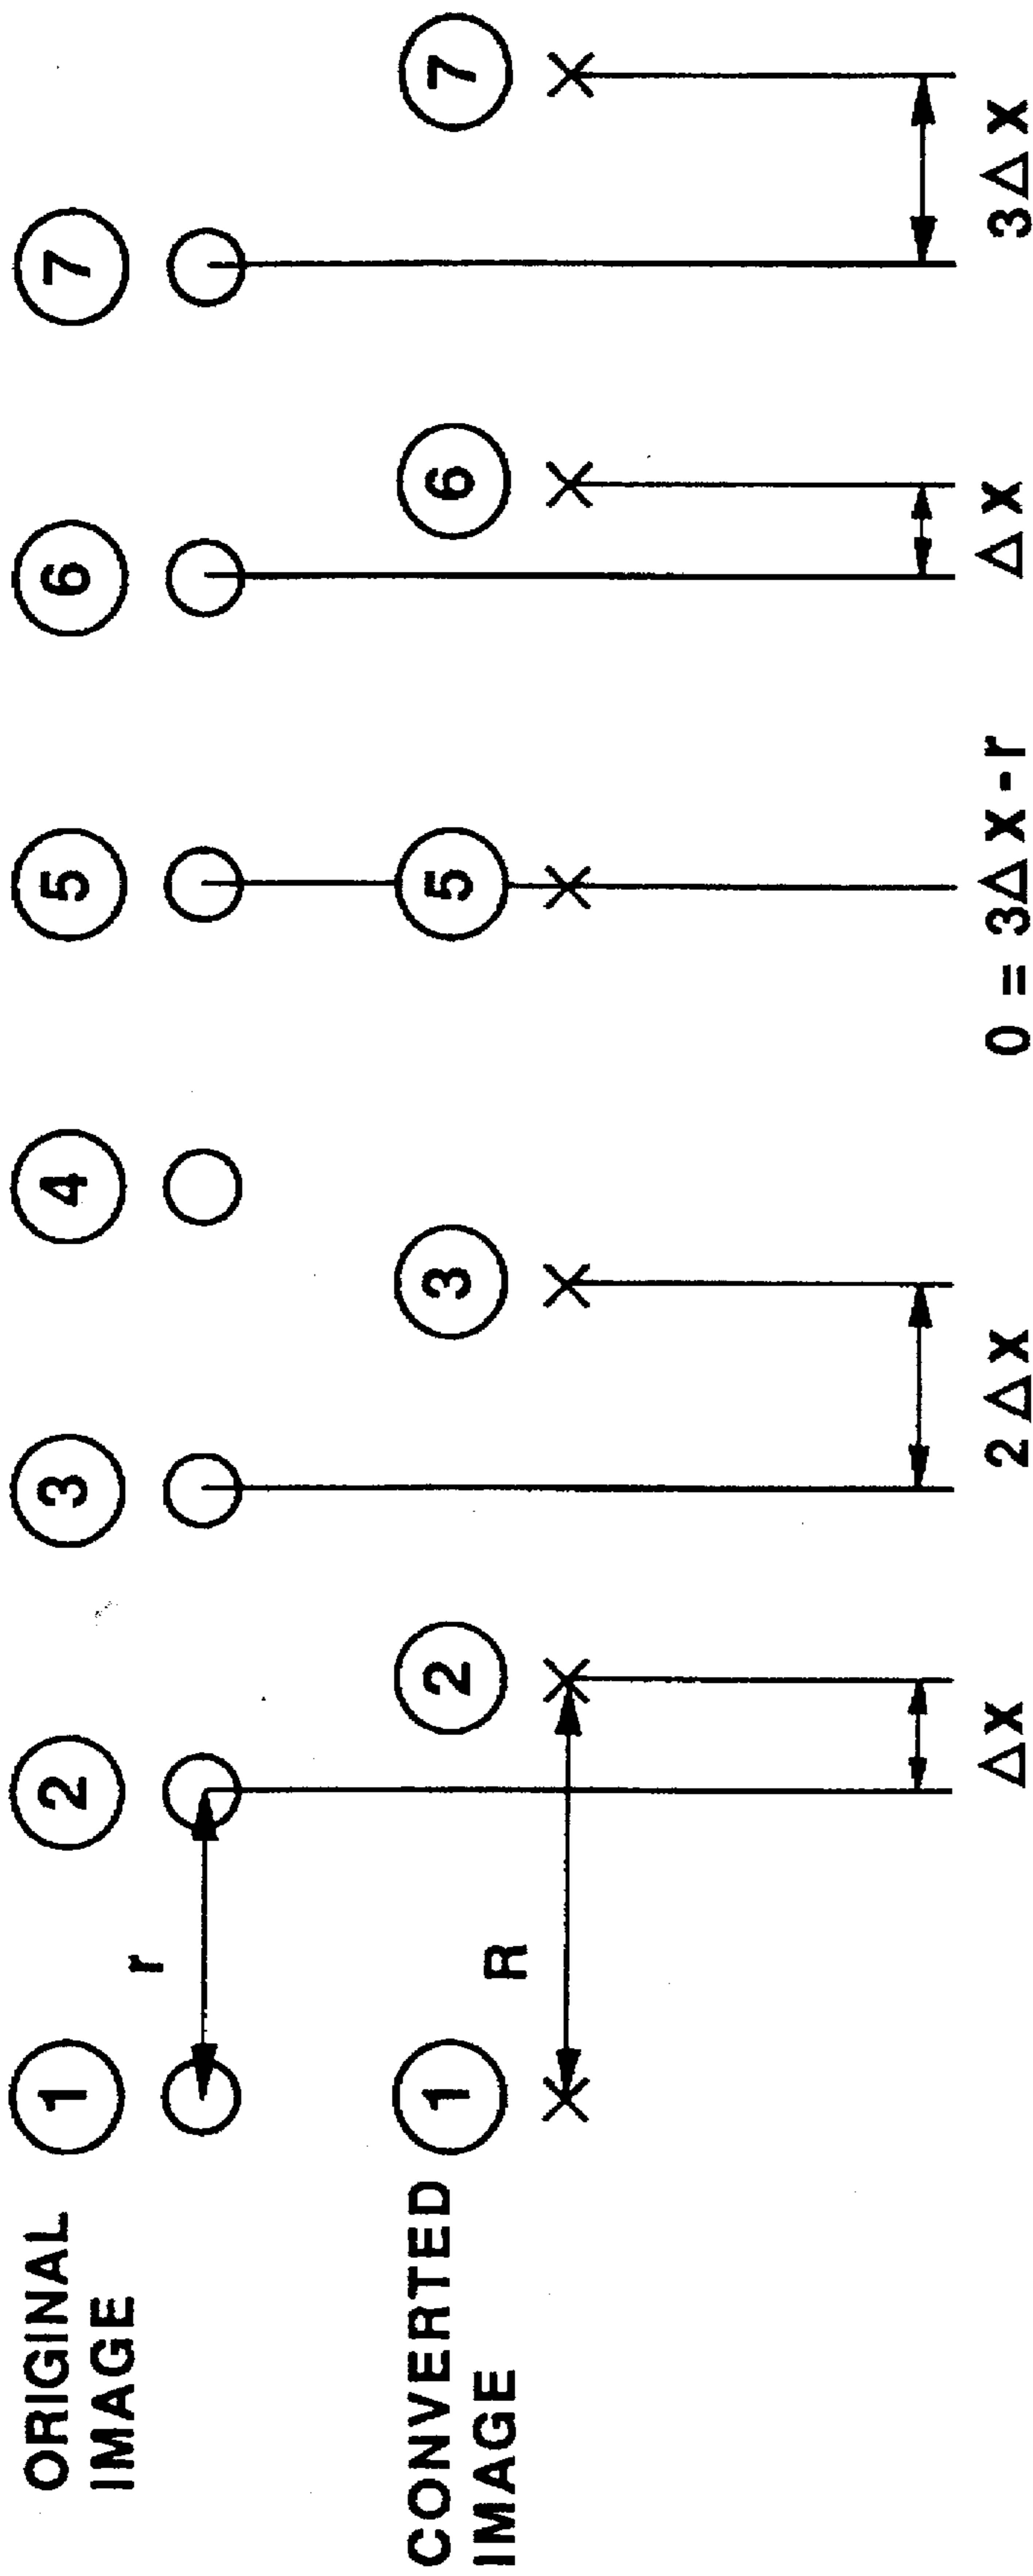 ORIGINAL
IMAGE
1 2 3 4 5 6 7
r
CONVERTED
IMAGE
1 2 3 5 6 7
R
Δx 2Δx 0 = 3Δx - r Δx 3Δx